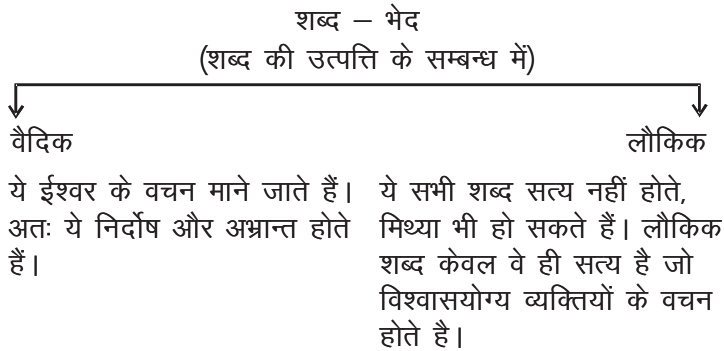 शब्द – भेद
(शब्द की उत्पत्ति के सम्बन्ध में)
वैदिक
ये ईश्वर के वचन माने जाते हैं।
अतः ये निर्दोष और अभ्रान्त होते
हैं।
लौकिक
ये सभी शब्द सत्य नहीं होते,
मिथ्या भी हो सकते हैं। लौकिक
शब्द केवल वे ही सत्य है जो
विश्वासयोग्य व्यक्तियों के वचन
होते है।